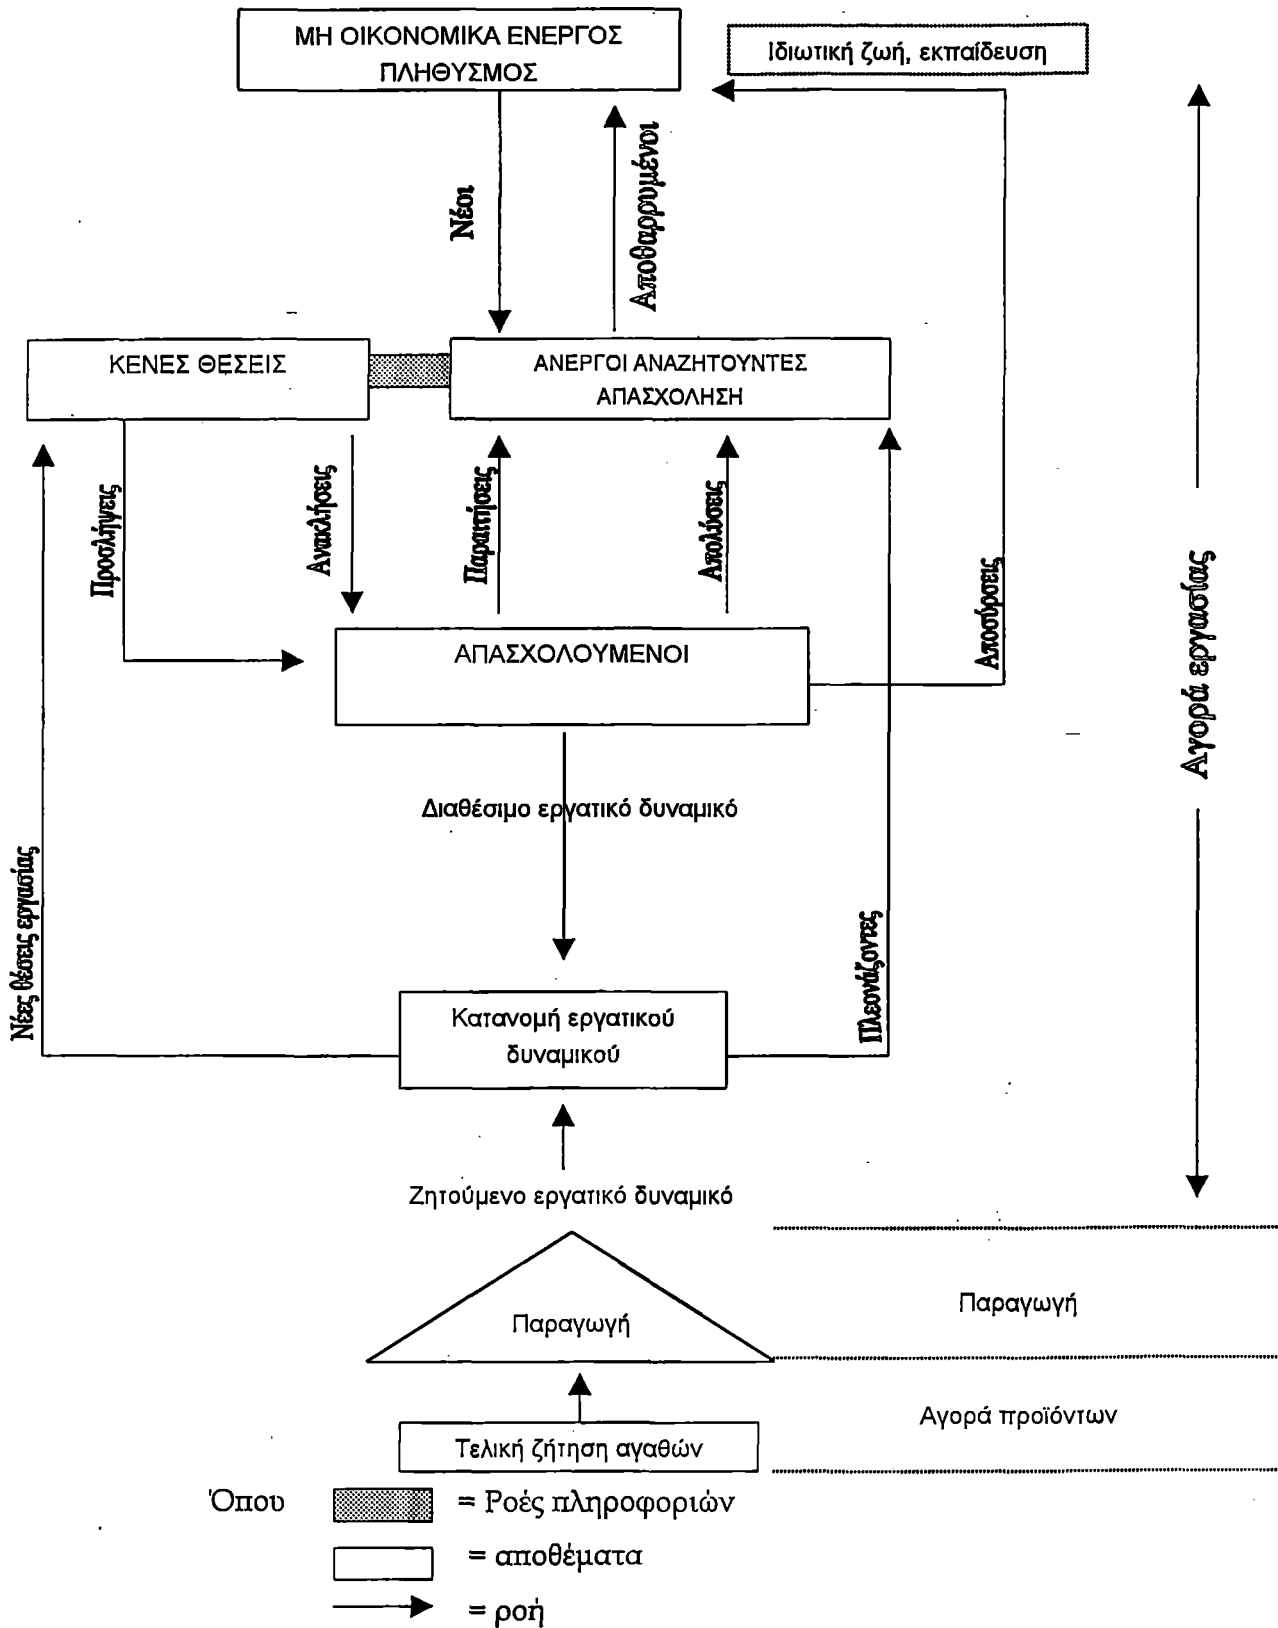 ΜΗ ΟΙΚΟΝΟΜΙΚΑ ΕΝΕΡΓΟΣ
ΠΛΗΘΥΣΜΟΣ
Ιδιωτική ζωή, εκπαίδευση
Νέοι
Αποθαρρυμένοι
ΚΕΝΕΣ ΘΕΣΕΙΣ
ΑΝΕΡΓΟΙ ΑΝΑΖΗΤΟΥΝΤΕΣ
ΑΠΑΣΧΟΛΗΣΗ
Προσλήψεις
Ανακλήσεις
Παραιτήσεις
Απολύσεις
Αποσύρσεις
Αγορά εργασίας
ΑΠΑΣΧΟΛΟΥΜΕΝΟΙ
Διαθέσιμο εργατικό δυναμικό
Νέες θέσεις εργασίας
Πλεονάζοντες
Κατανομή εργατικού
δυναμικού
Ζητούμενο εργατικό δυναμικό
Παραγωγή
Παραγωγή
Αγορά προϊόντων
Τελική ζήτηση αγαθών
Όπου
= Ροές πληροφοριών
= αποθέματα
= ροή